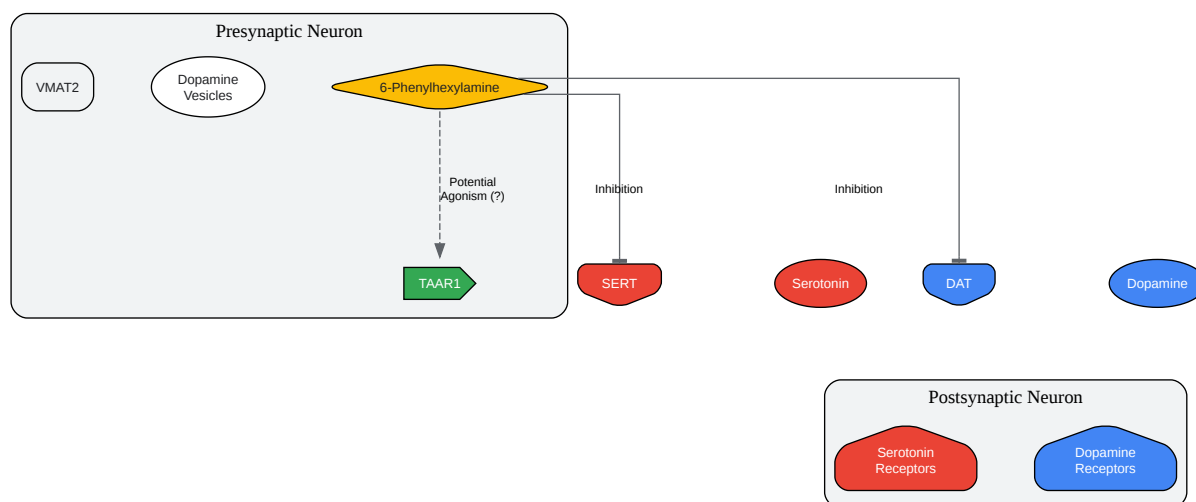 Presynaptic Neuron
VMAT2
Dopamine
Vesicles
6-Phenylhexylamine
Potential
Agonism (?)
Inhibition
Inhibition
TAAR1
SERT
Serotonin
DAT
Dopamine
Postsynaptic Neuron
Serotonin
Receptors
Dopamine
Receptors